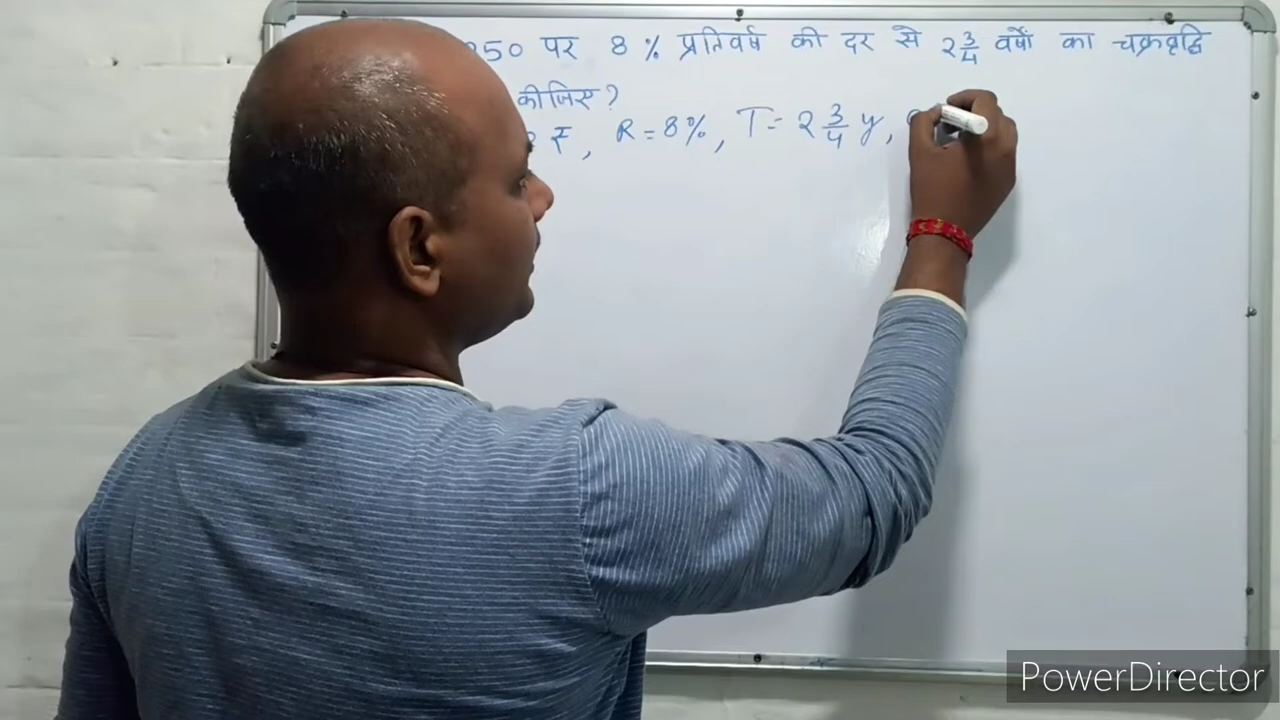 250 पर 8 % प्रतिवर्ष की दर से 2 3/4 वर्षों का चक्रवृद्धि
कीजिए ?
₹, R = 8%, T = 2 3/4 y,
PowerDirector